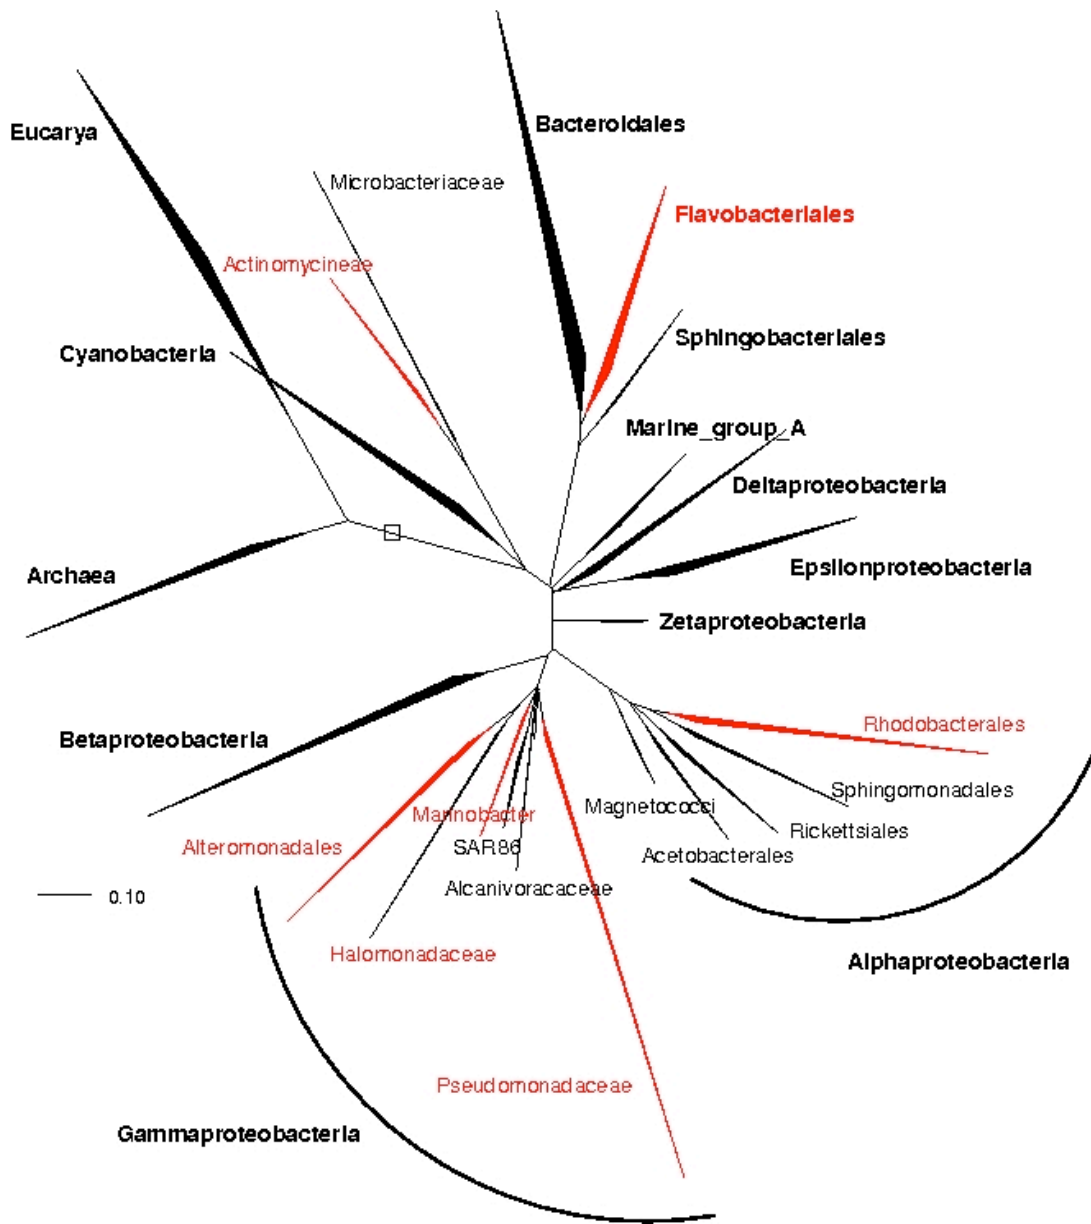 Bacteroidales
Eucarya
Microbacteriaceae
Flavobacteriales
Actinomycineae
Sphingobacteriales
Cyanobacteria
Marine_group_A
Deltaproteobacteria
Epsilonproteobacteria
Archaea
Zetaproteobacteria
Rhodobacterales
Betaproteobacteria
Sphingomonadales
Magnetococci
Marinobacter
Rickettsiales
Alteromonadales
SAR86
Acetobacterales
Alcanivoracaceae
0.10
Halomonadaceae
Alphaproteobacteria
Pseudomonadaceae
Gammaproteobacteria